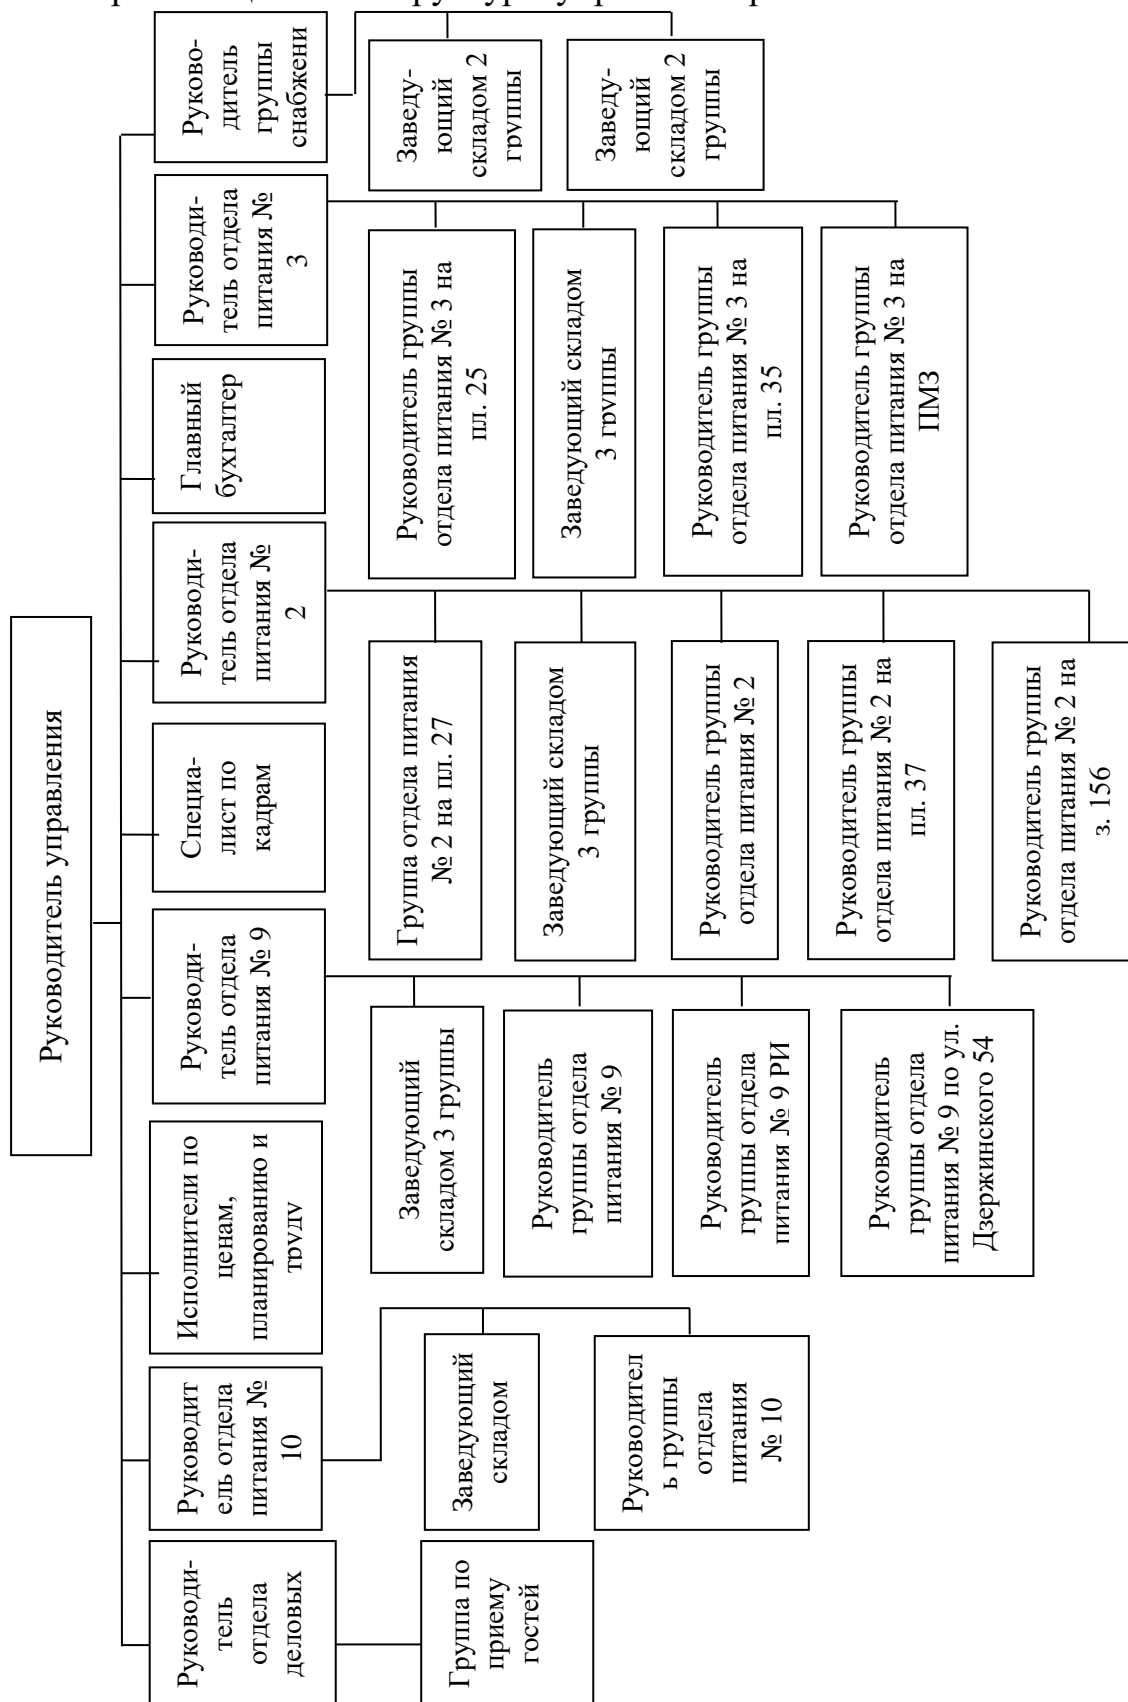 Руководитель управления
Руководи-
тель
отдела
деловых
Руководит
ель отдела
питания №
10
Исполнители по
ценам,
планированию и
труду
Руководи-
тель отдела
питания № 9
Специа-
лист по
кадрам
Руководи-
тель отдела
питания №
2
Главный
бухгалтер
Руководи-
тель отдела
питания №
3
Руково-
дитель
группы
снабжени
Группа по
приему
гостей
Заведующий
складом
Руководител
ь группы
отдела
питания
№ 10
Заведующий
складом 3 группы
Руководитель
группы отдела
питания № 9
Руководитель
группы отдела
питания № 9 РИ
Руководитель
группы отдела
питания № 9 по ул.
Дзержинского 54
Группа отдела питания
№ 2 на пл. 27
Заведующий складом
3 группы
Руководитель группы
отдела питания № 2
Руководитель группы
отдела питания № 2 на
пл. 37
Руководитель группы
отдела питания № 2 на
з. 156
Руководитель группы
отдела питания № 3 на
пл. 25
Заведующий складом
3 группы
Руководитель группы
отдела питания № 3 на
пл. 35
Руководитель группы
отдела питания № 3 на
ПМЗ
Заведу-
ющий
складом 2
группы
Заведу-
ющий
складом 2
группы